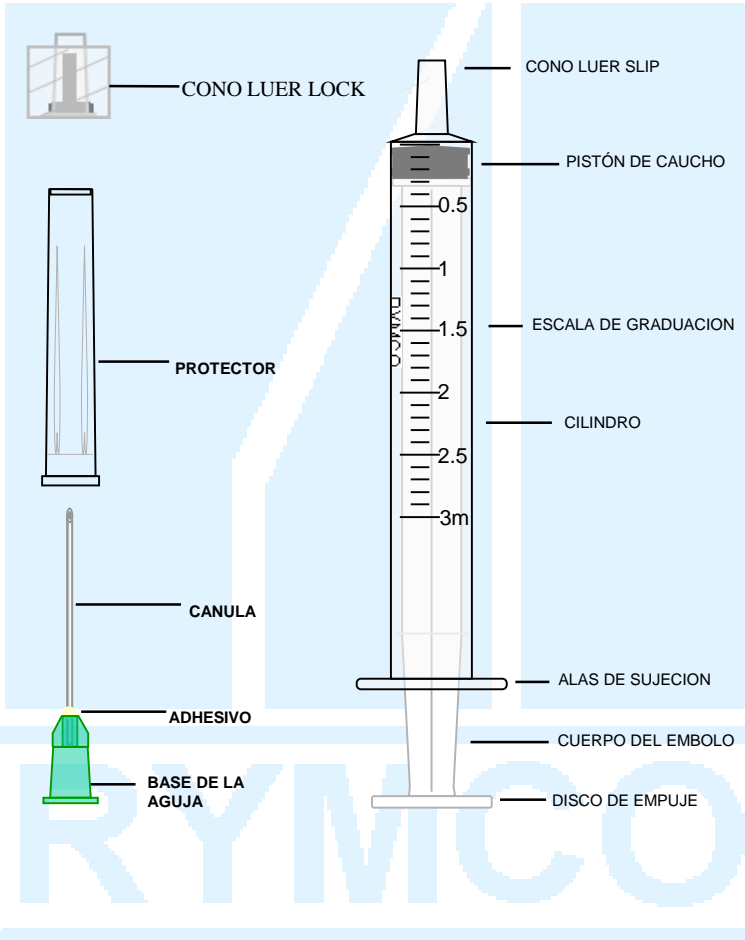 CONO LUER LOCK
CONO LUER SLIP
PISTÓN DE CAUCHO
0.5
1
RYMCO
1.5
ESCALA DE GRADUACION
PROTECTOR
2
CILINDRO
2.5
3m
CANULA
ALAS DE SUJECION
ADHESIVO
CUERPO DEL EMBOLO
BASE DE LA
AGUJA
DISCO DE EMPUJE
RYMCO